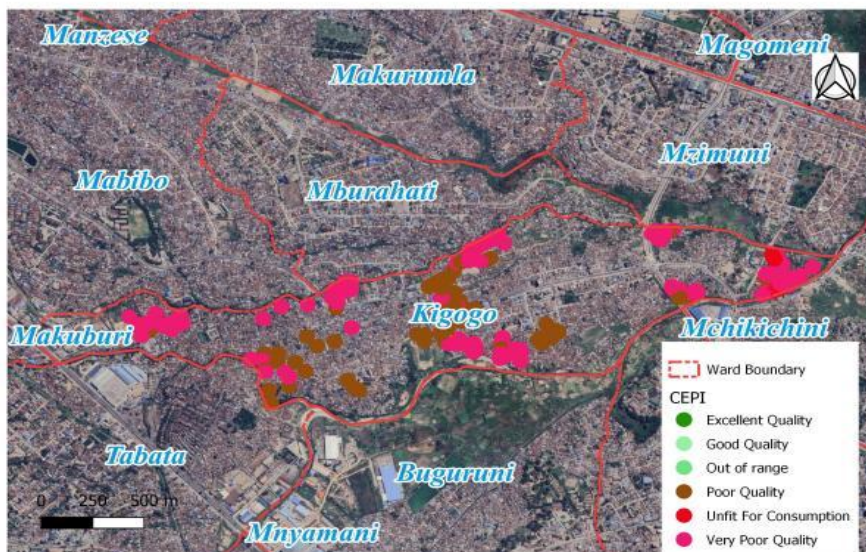 Manzese
Magomeni
Makurumla
Mzimuni
Mabibo
Mburahati
Kigogo
Makuburi
Mchikichini
Tabata
Buguruni
Mnyamani
0 250 500 m
Ward Boundary
CEPI
Excellent Quality
Good Quality
Out of range
Poor Quality
Unfit For Consumption
Very Poor Quality